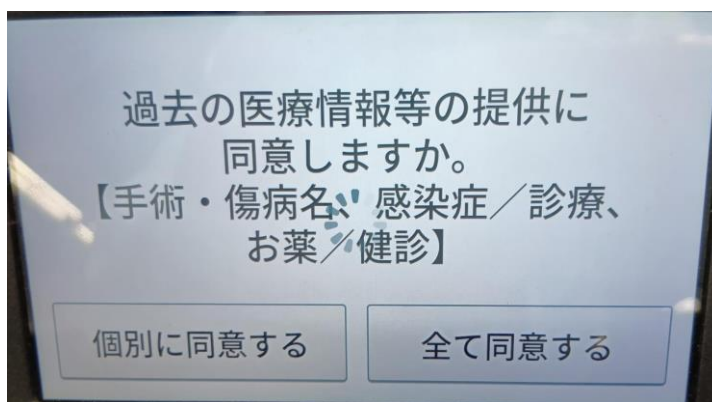 過去の医療情報等の提供に
同意しますか。
【手術・傷病名、感染症／診療、
お薬／健診】
個別に同意する
全て同意する